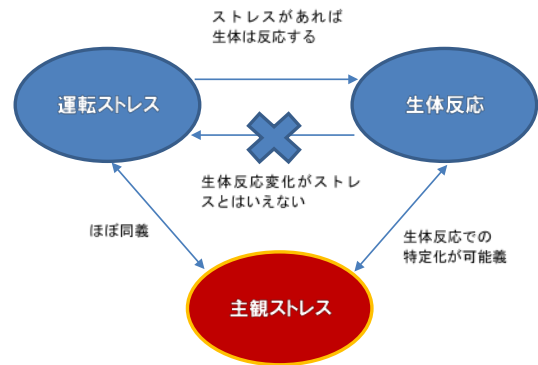 ストレスがあれば
生体は反応する
運転ストレス
生体反応
生体反応変化がストレ
スとはいえない
ほぼ同義
生体反応での
特定化が可能義
主観ストレス